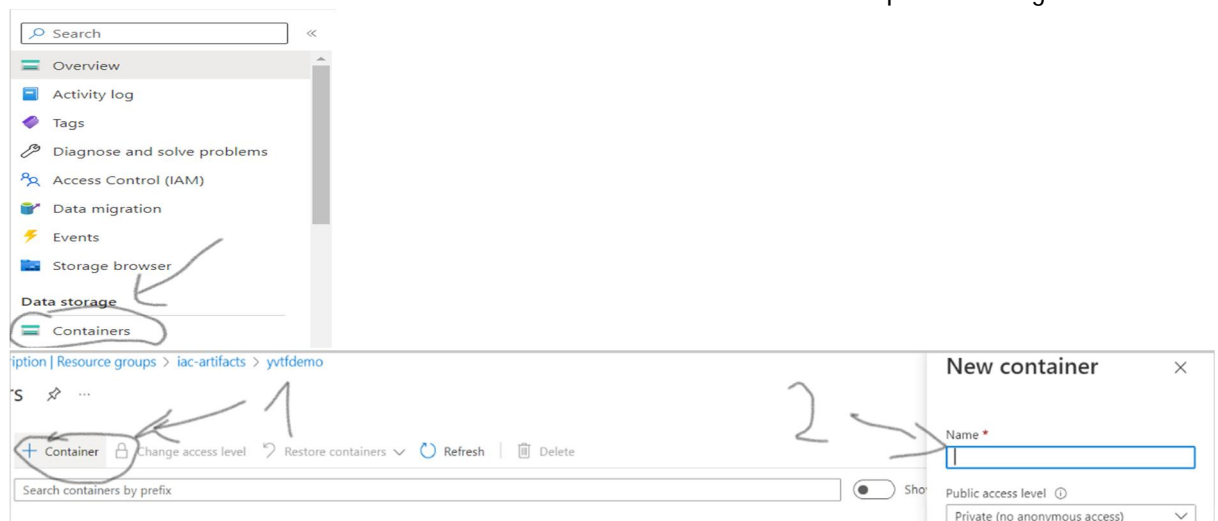 Search
Overview
Activity log
Tags
Diagnose and solve problems
Access Control (IAM)
Data migration
Events
Storage browser
Data storage
Containers
iption | Resource groups > iac-artifacts > yvtfdemo
rs ...
1
+ Container Change access level Restore containers Refresh Delete
Search containers by prefix
Sho
New container
2
Name *
Public access level
Private (no anonymous access)